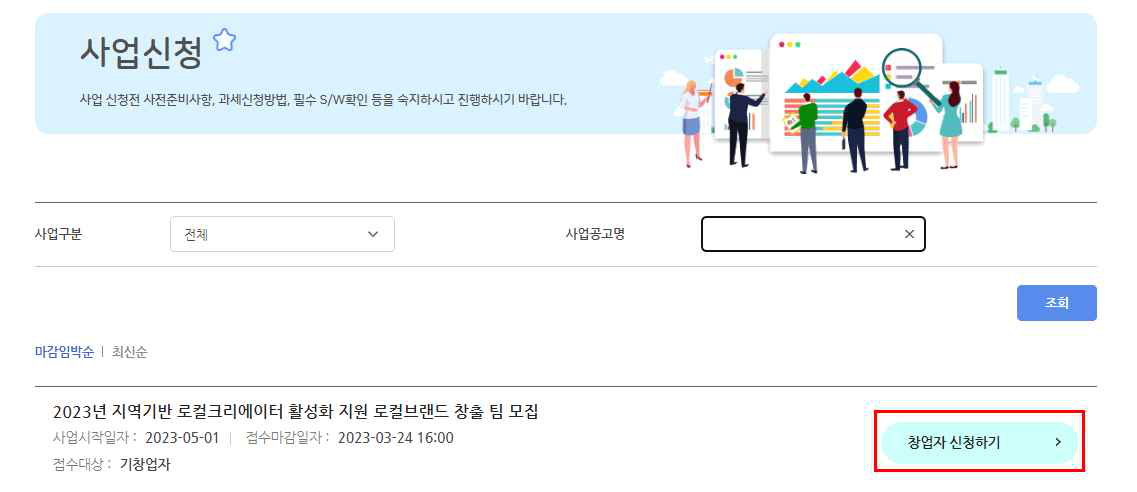 사업신청
사업 신청전 사전준비사항, 과세신청방법, 필수 S/W확인 등을 숙지하시고 진행하시기 바랍니다.
사업구분 전체 사업공고명
조회
마감임박순 | 최신순
2023년 지역기반 로컬크리에이터 활성화 지원 로컬브랜드 창출 팀 모집
사업시작일자 : 2023-05-01 | 접수마감일자 : 2023-03-24 16:00
창업자 신청하기
접수대상 : 기창업자